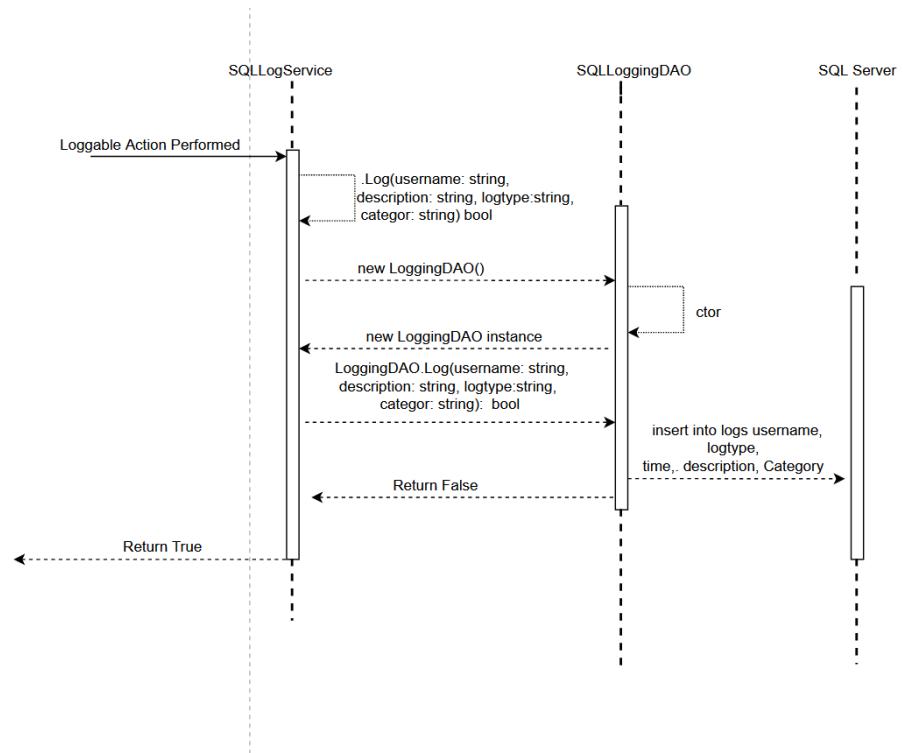 SQLLogService
SQLLoggingDAO
SQL Server
Loggable Action Performed
.Log(username: string,
description: string, logtype:string,
categor: string) bool
new LoggingDAO()
ctor
new LoggingDAO instance
LoggingDAO.Log(username: string,
description: string, logtype:string,
categor: string): bool
insert into logs username,
logtype,
time,. description, Category
Return False
Return True